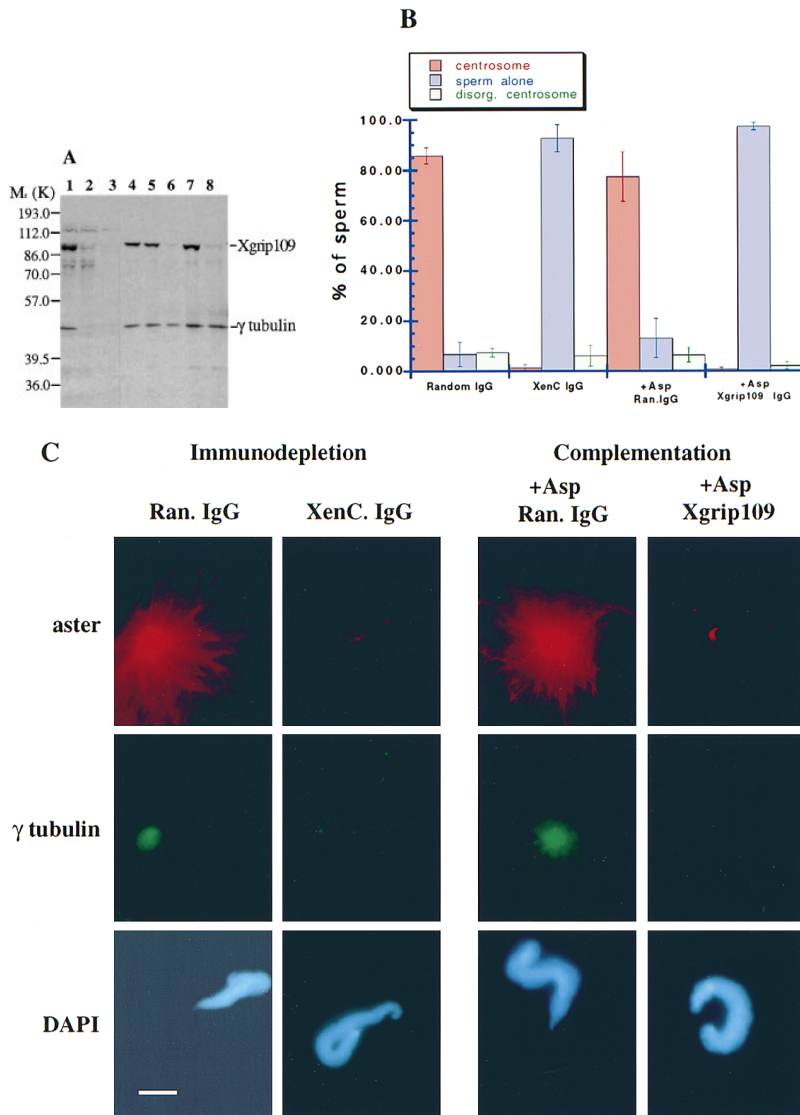 B
centrosome
sperm alone
disorg. centrosome
100.0
80.00
60.00
40.00
20.00
0.000
% of sperm
Random IgG
XenC IgG
+Asp
Ran.IgG
+Asp
Xgrip109 IgG
A
1 2 3 4 5 6 7 8
Mr (K)
193.0
112.0
86.0
70.0
57.0
39.5
36.0
Xgrip109
γ tubulin
C
Immunodepletion
Complementation
Ran. IgG
XenC. IgG
+Asp
Ran. IgG
+Asp
Xgrip109
aster
γ tubulin
DAPI